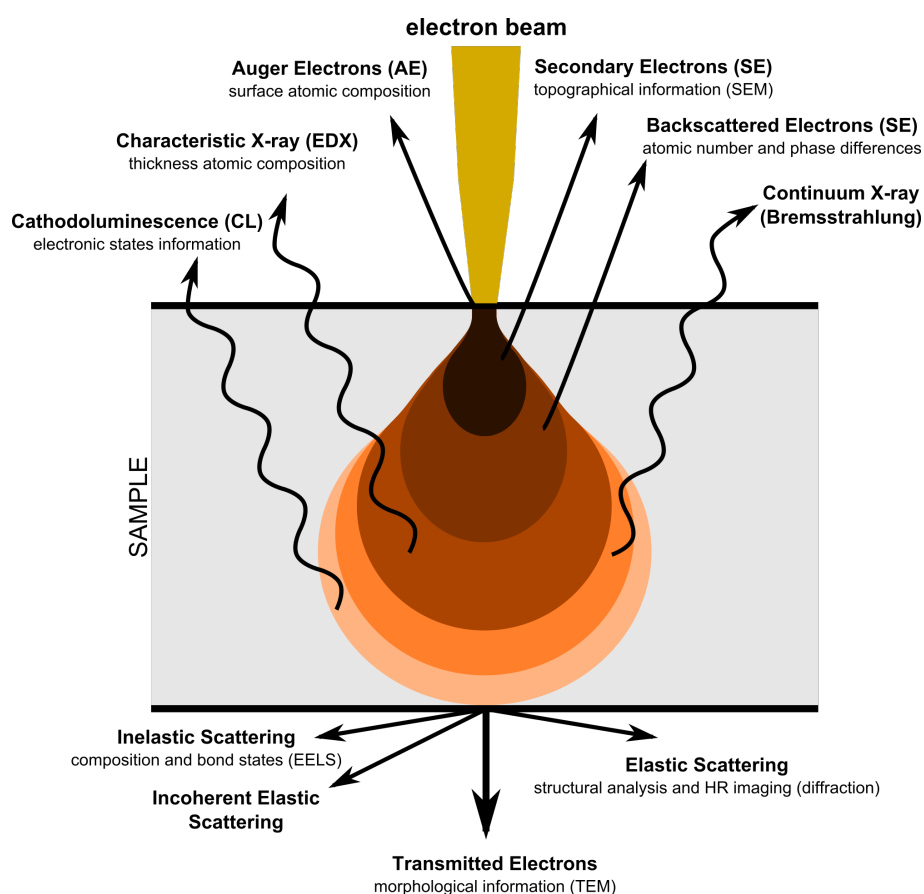 electron beam
Auger Electrons (AE)
surface atomic composition
Secondary Electrons (SE)
topographical information (SEM)
Characteristic X-ray (EDX)
thickness atomic composition
Backscattered Electrons (SE)
atomic number and phase differences
Cathodoluminescence (CL)
electronic states information
Continuum X-ray
(Bremsstrahlung)
SAMPLE
Inelastic Scattering
composition and bond states (EELS)
Incoherent Elastic
Scattering
Elastic Scattering
structural analysis and HR imaging (diffraction)
Transmitted Electrons
morphological information (TEM)